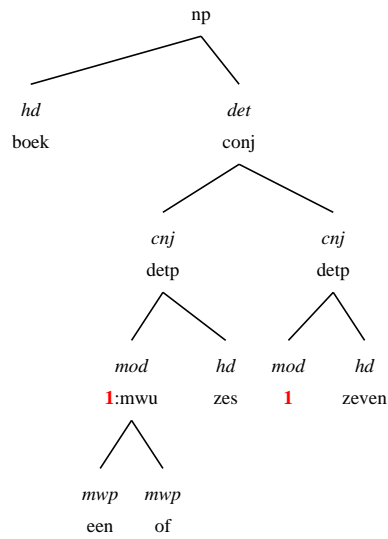 np
hd det
boek conj
cnj cnj
detp detp
mod hd mod hd
1:mwu zes 1 zeven
mwp mwp
een of